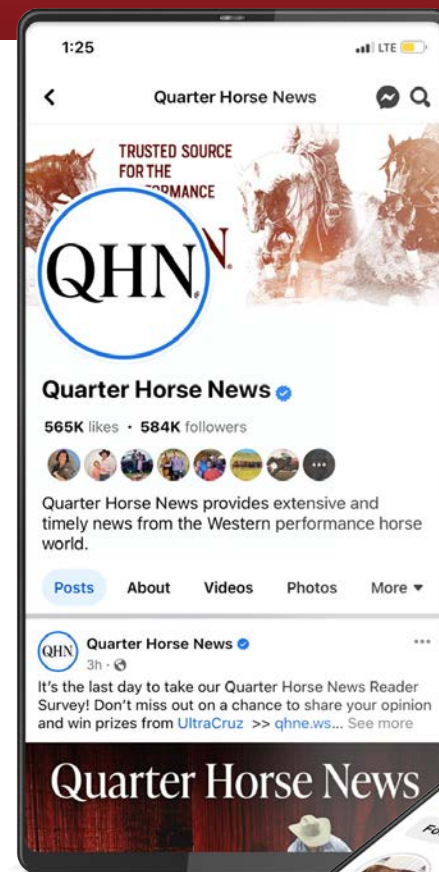 1:25
LTE
Quarter Horse News
TRUSTED SOURCE
FOR THE
QHN
Quarter Horse News
565K likes • 584K followers
Quarter Horse News provides extensive and
timely news from the Western performance horse
world.
Posts About Videos Photos More
QHN Quarter Horse News
3h ·
It's the last day to take our Quarter Horse News Reader
Survey! Don't miss out on a chance to share your opinion
and win prizes from UltraCruz >> qhne.ws... See more
Quarter Horse News